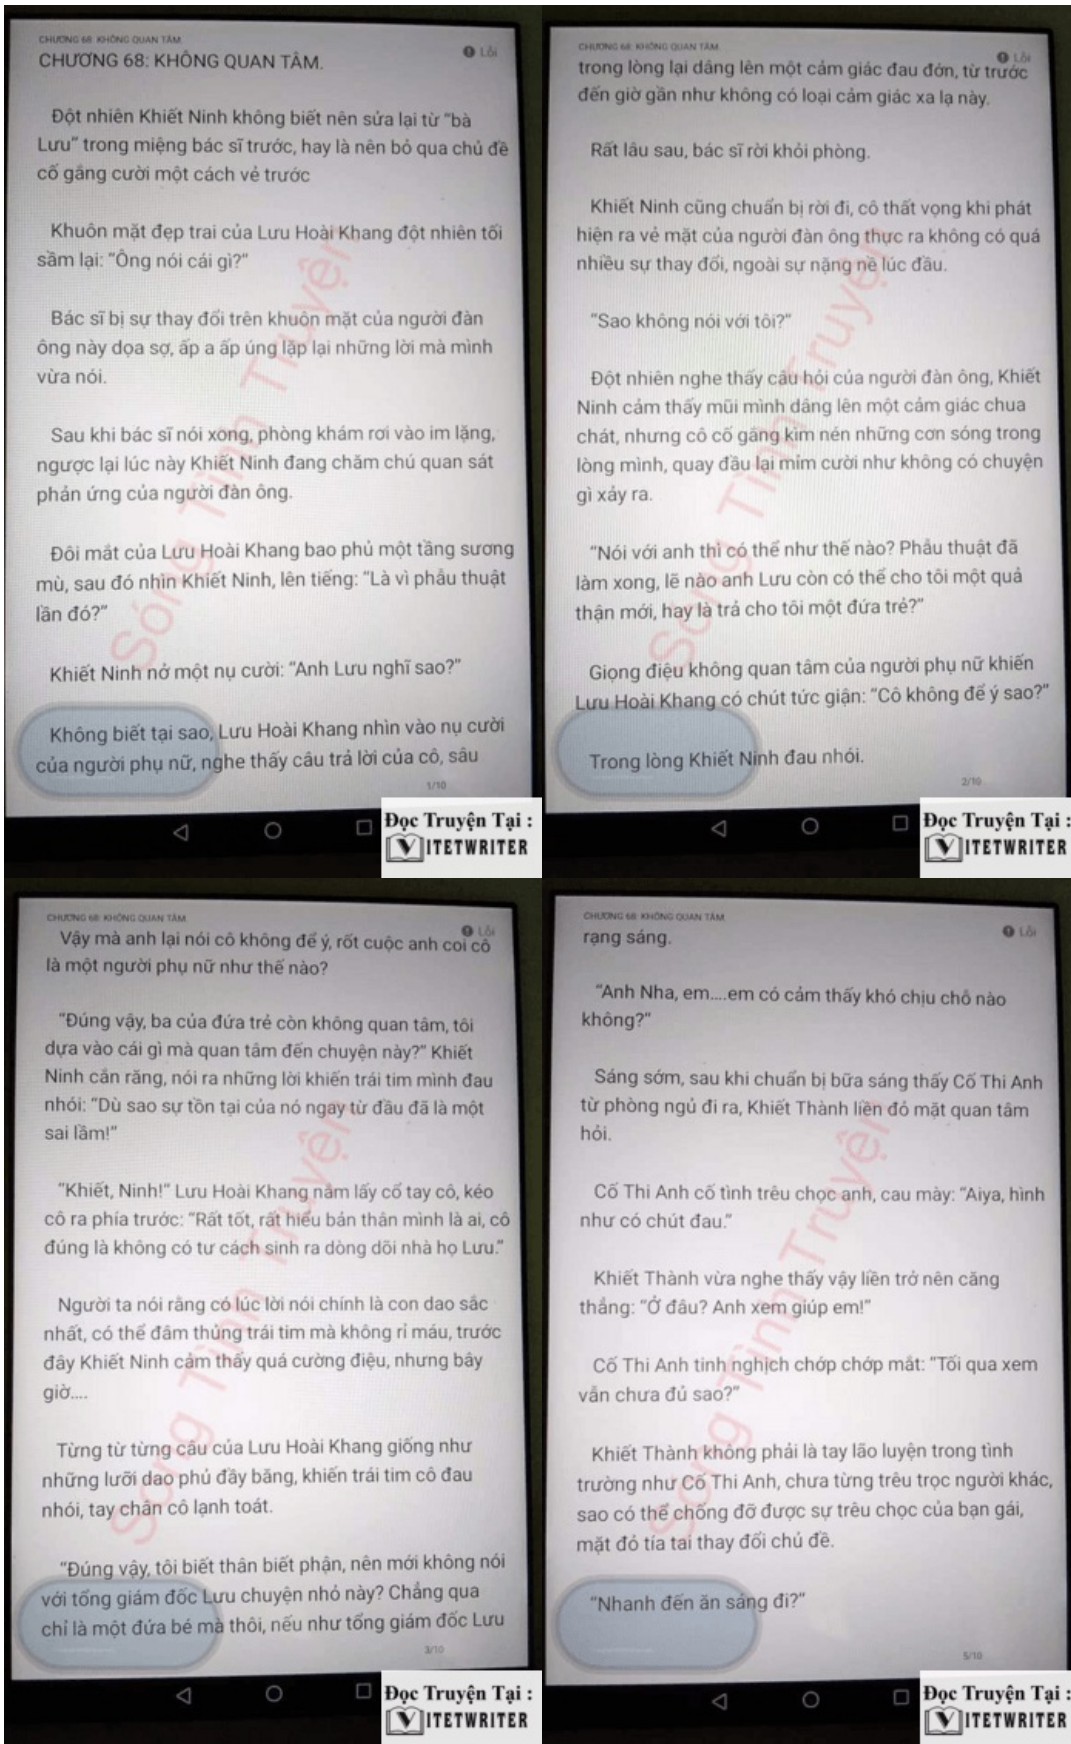 CHƯƠNG 68: KHÔNG QUAN TÂM.
Lỗi
CHƯƠNG 68: KHÔNG QUAN TÂM.
Đột nhiên Khiết Ninh không biết nên sửa lại từ "bà
Lưu" trong miệng bác sĩ trước, hay là nên bỏ qua chủ đề
cố gắng cười một cách vẻ trước
Khuôn mặt đẹp trai của Lưu Hoài Khang đột nhiên tối
sầm lại: "Ông nói cái gì?"
Bác sĩ bị sự thay đổi trên khuôn mặt của người đàn
ông này dọa sợ, ấp a ấp úng lặp lại những lời mà mình
vừa nói.
Sau khi bác sĩ nói xong, phòng khám rơi vào im lặng,
ngược lại lúc này Khiết Ninh đang chăm chú quan sát
phản ứng của người đàn ông.
Đôi mắt của Lưu Hoài Khang bao phủ một tầng sương
mù, sau đó nhìn Khiết Ninh, lên tiếng: "Là vì phẫu thuật
lần đó?"
Khiết Ninh nở một nụ cười: "Anh Lưu nghĩ sao?"
Không biết tại sao, Lưu Hoài Khang nhìn vào nụ cười
của người phụ nữ, nghe thấy câu trả lời của cô, sâu
1/10
Sóng Tình Truyện
Đọc Truyện Tại :
VITETWRITER
CHƯƠNG 68: KHÔNG QUAN TÂM.
Lỗi
trong lòng lại dâng lên một cảm giác đau đớn, từ trước
đến giờ gần như không có loại cảm giác xa lạ này.
Rất lâu sau, bác sĩ rời khỏi phòng.
Khiết Ninh cũng chuẩn bị rời đi, cô thất vọng khi phát
hiện ra vẻ mặt của người đàn ông thực ra không có quá
nhiều sự thay đổi, ngoài sự nặng nề lúc đầu.
"Sao không nói với tôi?"
Đột nhiên nghe thấy câu hỏi của người đàn ông, Khiết
Ninh cảm thấy mũi mình dâng lên một cảm giác chua
chát, nhưng cô cố gắng kìm nén những cơn sóng trong
lòng mình, quay đầu lại mỉm cười như không có chuyện
gì xảy ra.
"Nói với anh thì có thể như thế nào? Phẫu thuật đã
làm xong, lẽ nào anh Lưu còn có thể cho tôi một quả
thận mới, hay là trả cho tôi một đứa trẻ?"
Giọng điệu không quan tâm của người phụ nữ khiến
Lưu Hoài Khang có chút tức giận: "Cô không để ý sao?"
Trong lòng Khiết Ninh đau nhói.
2/10
Sóng Tình Truyện
Đọc Truyện Tại :
VITETWRITER
CHƯƠNG 68: KHÔNG QUAN TÂM.
Lỗi
Vậy mà anh lại nói cô không để ý, rốt cuộc anh coi cô
là một người phụ nữ như thế nào?
"Đúng vậy, ba của đứa trẻ còn không quan tâm, tôi
dựa vào cái gì mà quan tâm đến chuyện này?" Khiết
Ninh cắn răng, nói ra những lời khiến trái tim mình đau
nhói: "Dù sao sự tồn tại của nó ngay từ đầu đã là một
sai lầm!"
"Khiết, Ninh!" Lưu Hoài Khang nắm lấy cổ tay cô, kéo
cô ra phía trước: "Rất tốt, rất hiểu bản thân mình là ai, cô
đúng là không có tư cách sinh ra dòng dõi nhà họ Lưu."
Người ta nói rằng có lúc lời nói chính là con dao sắc
nhất, có thể đâm thủng trái tim mà không rỉ máu, trước
đây Khiết Ninh cảm thấy quá cường điệu, nhưng bây
giờ....
Từng từ từng câu của Lưu Hoài Khang giống như
những lưỡi dao phủ đầy băng, khiến trái tim cô đau
nhói, tay chân cô lạnh toát.
"Đúng vậy, tôi biết thân biết phận, nên mới không nói
với tổng giám đốc Lưu chuyện nhỏ này? Chẳng qua
chỉ là một đứa bé mà thôi, nếu như tổng giám đốc Lưu
3/10
Sóng Tình Truyện
Đọc Truyện Tại :
VITETWRITER
CHƯƠNG 68: KHÔNG QUAN TÂM.
Lỗi
rạng sáng.
"Anh Nha, em....em có cảm thấy khó chịu chỗ nào
không?"
Sáng sớm, sau khi chuẩn bị bữa sáng thấy Cố Thi Anh
từ phòng ngủ đi ra, Khiết Thành liền đỏ mặt quan tâm
hỏi.
Cố Thi Anh cố tình trêu chọc anh, cau mày: "Aiya, hình
như có chút đau."
Khiết Thành vừa nghe thấy vậy liền trở nên căng
thẳng: "Ở đâu? Anh xem giúp em!"
Cố Thi Anh tinh nghịch chớp chớp mắt: "Tối qua xem
vẫn chưa đủ sao?"
Khiết Thành không phải là tay lão luyện trong tình
trường như Cố Thi Anh, chưa từng trêu trọc người khác,
sao có thể chống đỡ được sự trêu chọc của bạn gái,
mặt đỏ tía tai thay đổi chủ đề.
"Nhanh đến ăn sáng đi?"
5/10
Sóng Tình Truyện
Đọc Truyện Tại :
VITETWRITER